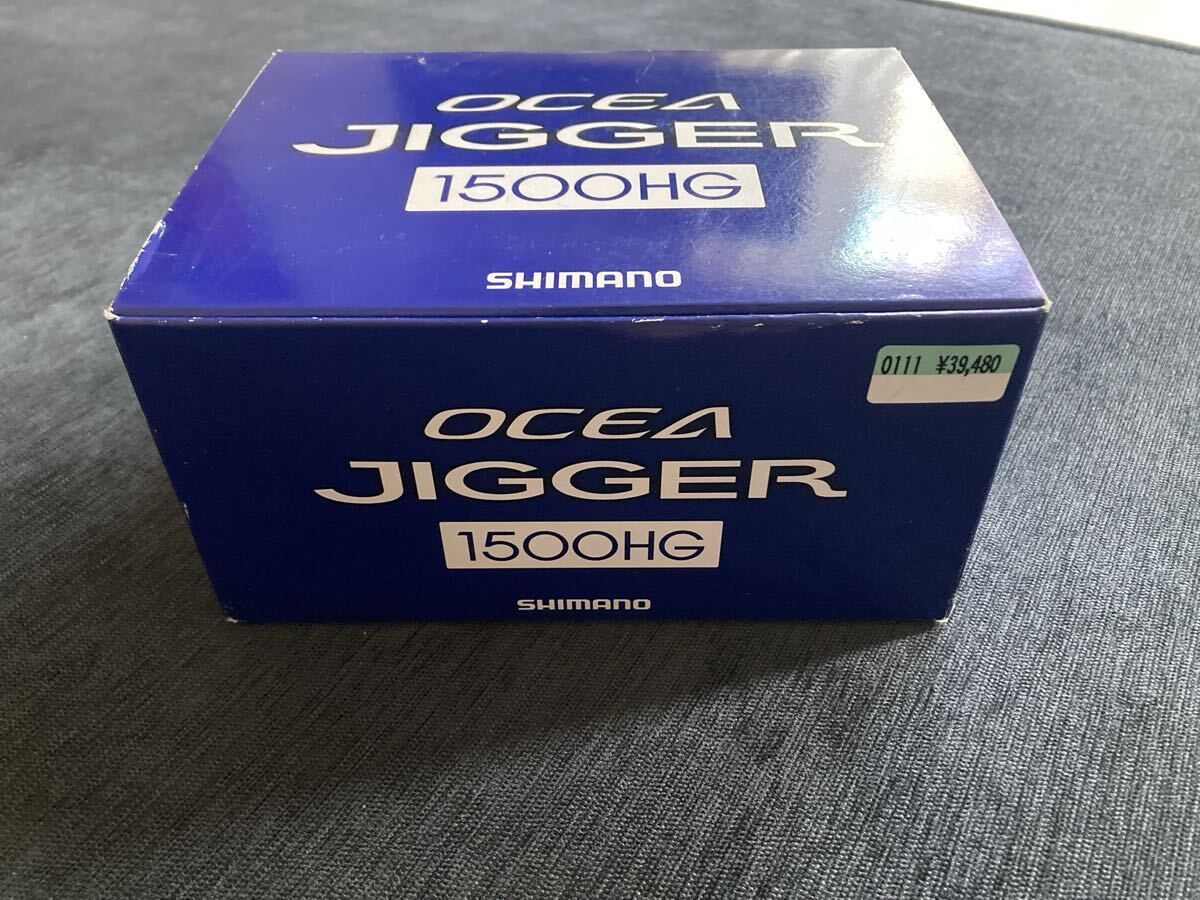 OCEA
JIGGER
1500HG
SHIMANO
0111 ¥39,480
OCEA
JIGGER
1500HG
SHIMANO